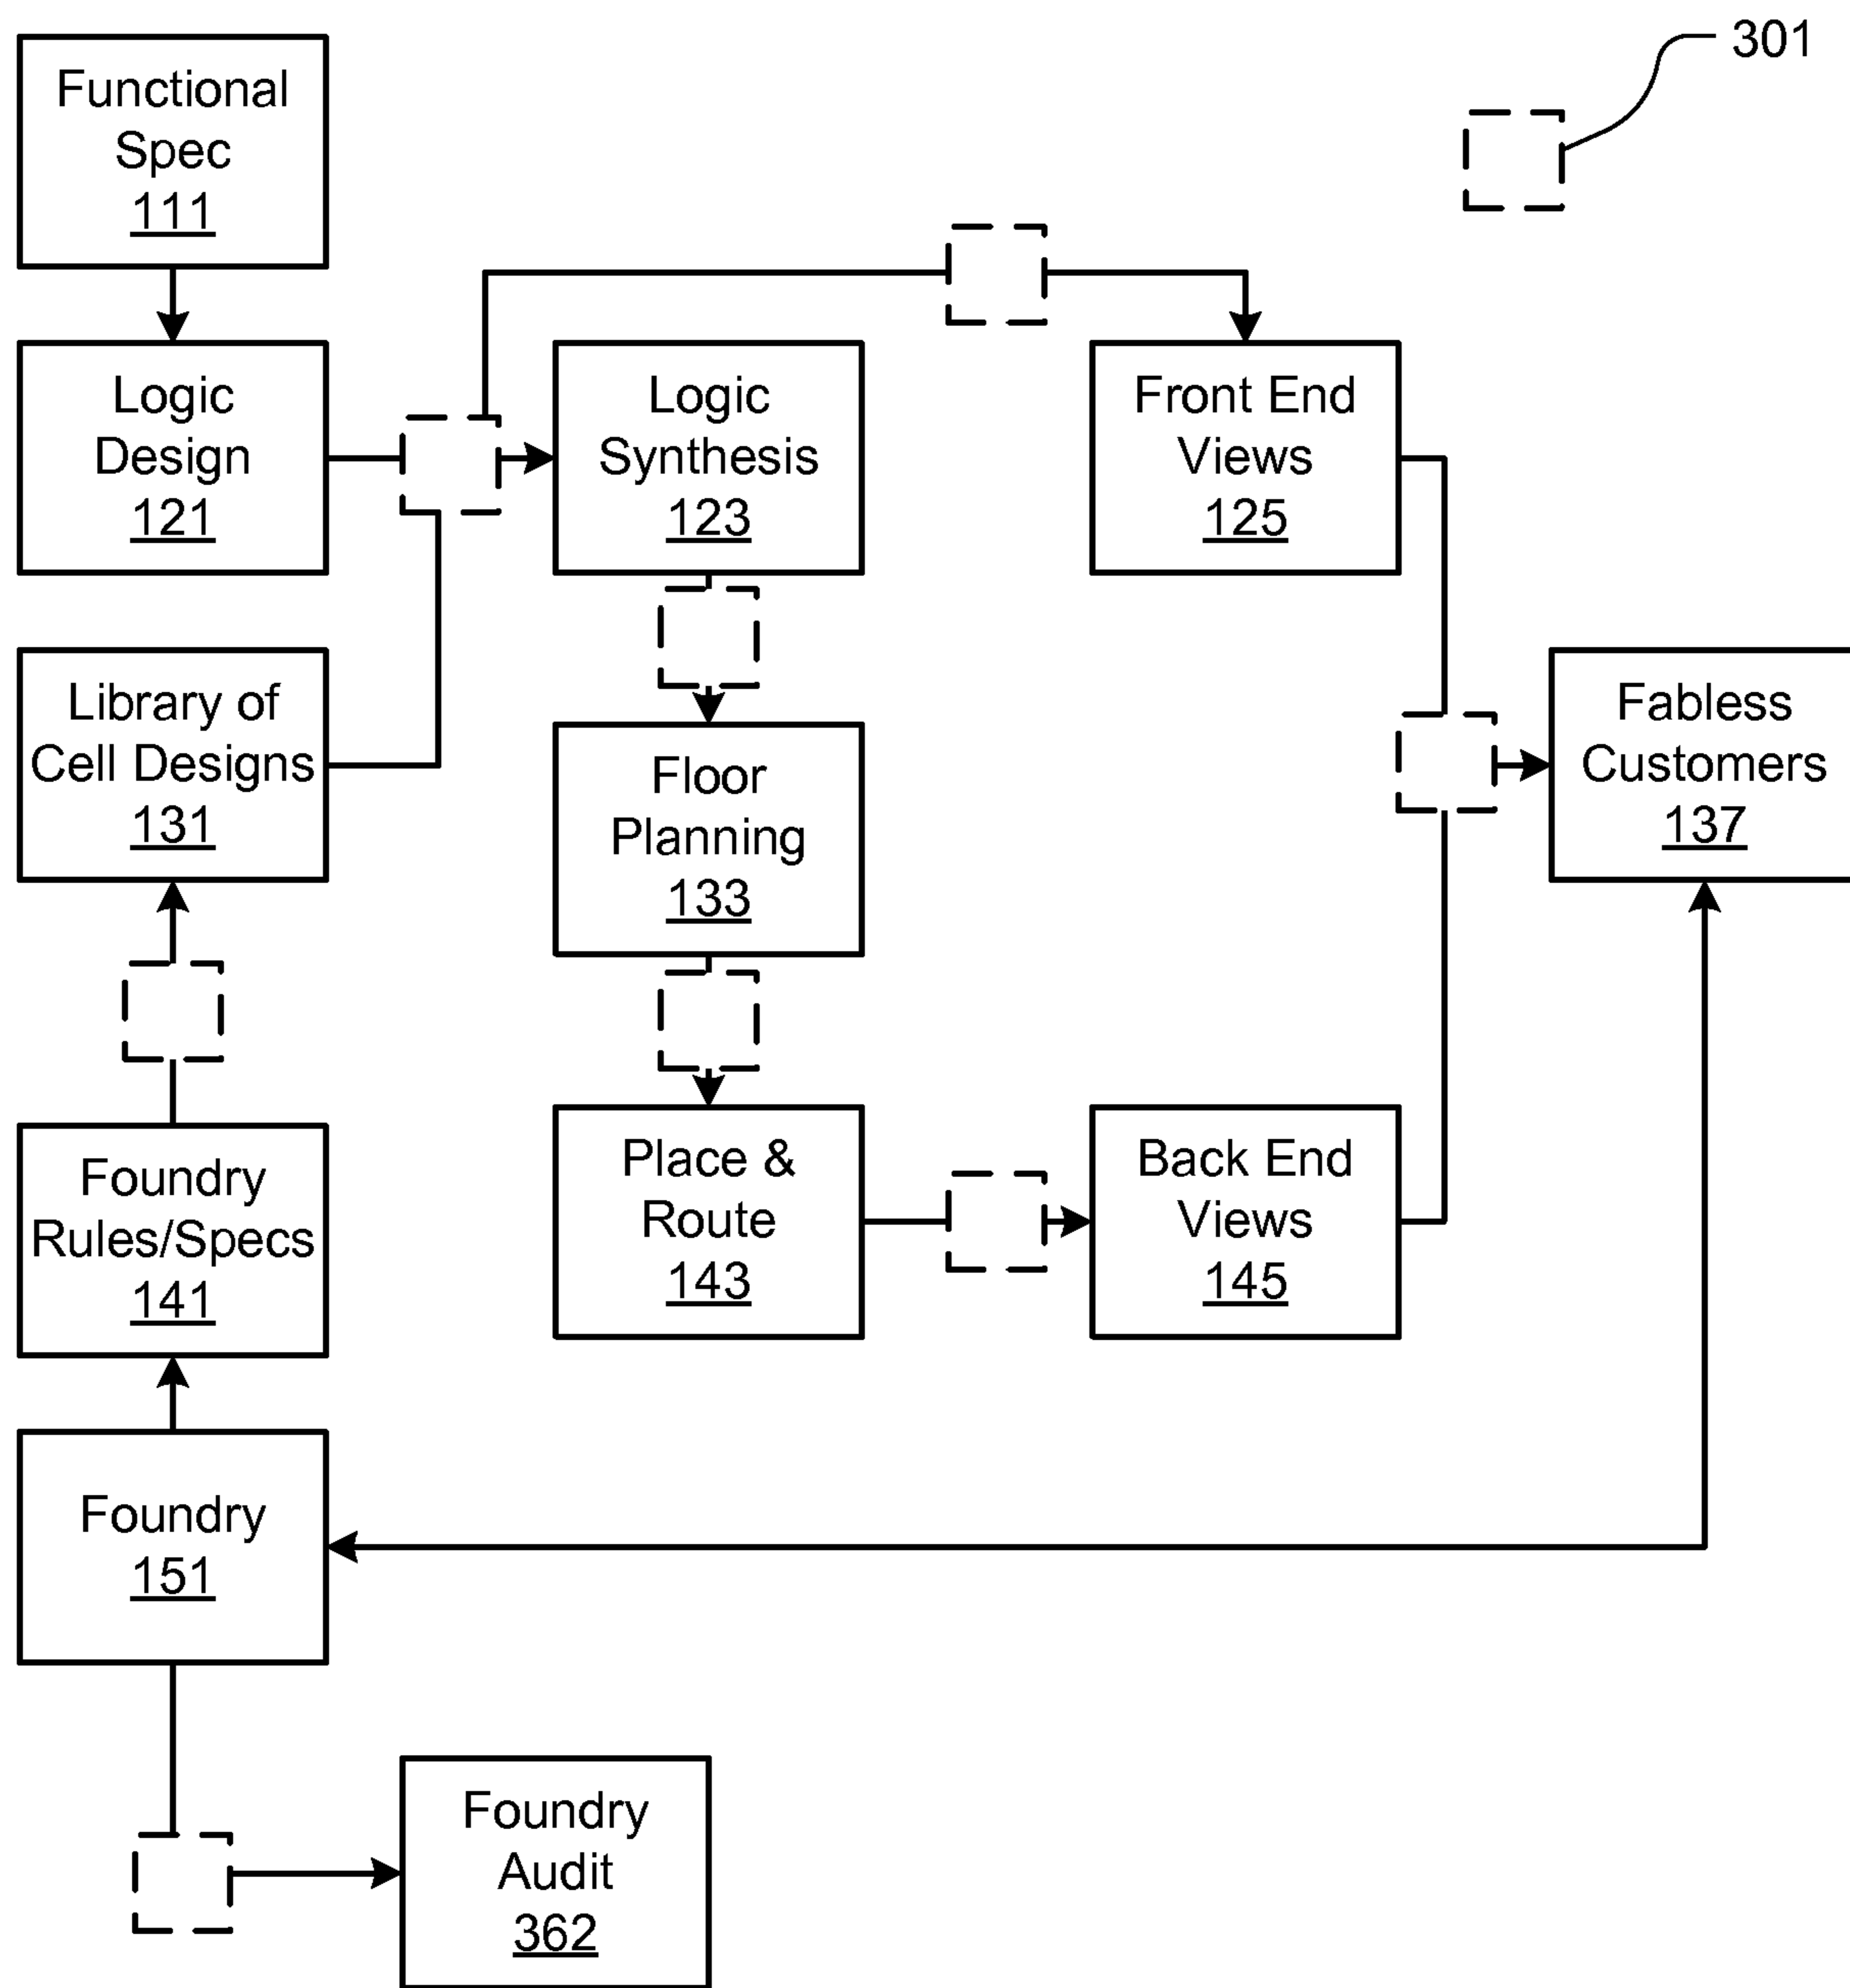 Functional
Spec
111
301
Logic
Design
121
Logic
Synthesis
123
Front End
Views
125
Library of
Cell Designs
131
Floor
Planning
133
Fabless
Customers
137
Foundry
Rules/Specs
141
Place &
Route
143
Back End
Views
145
Foundry
151
Foundry
Audit
362